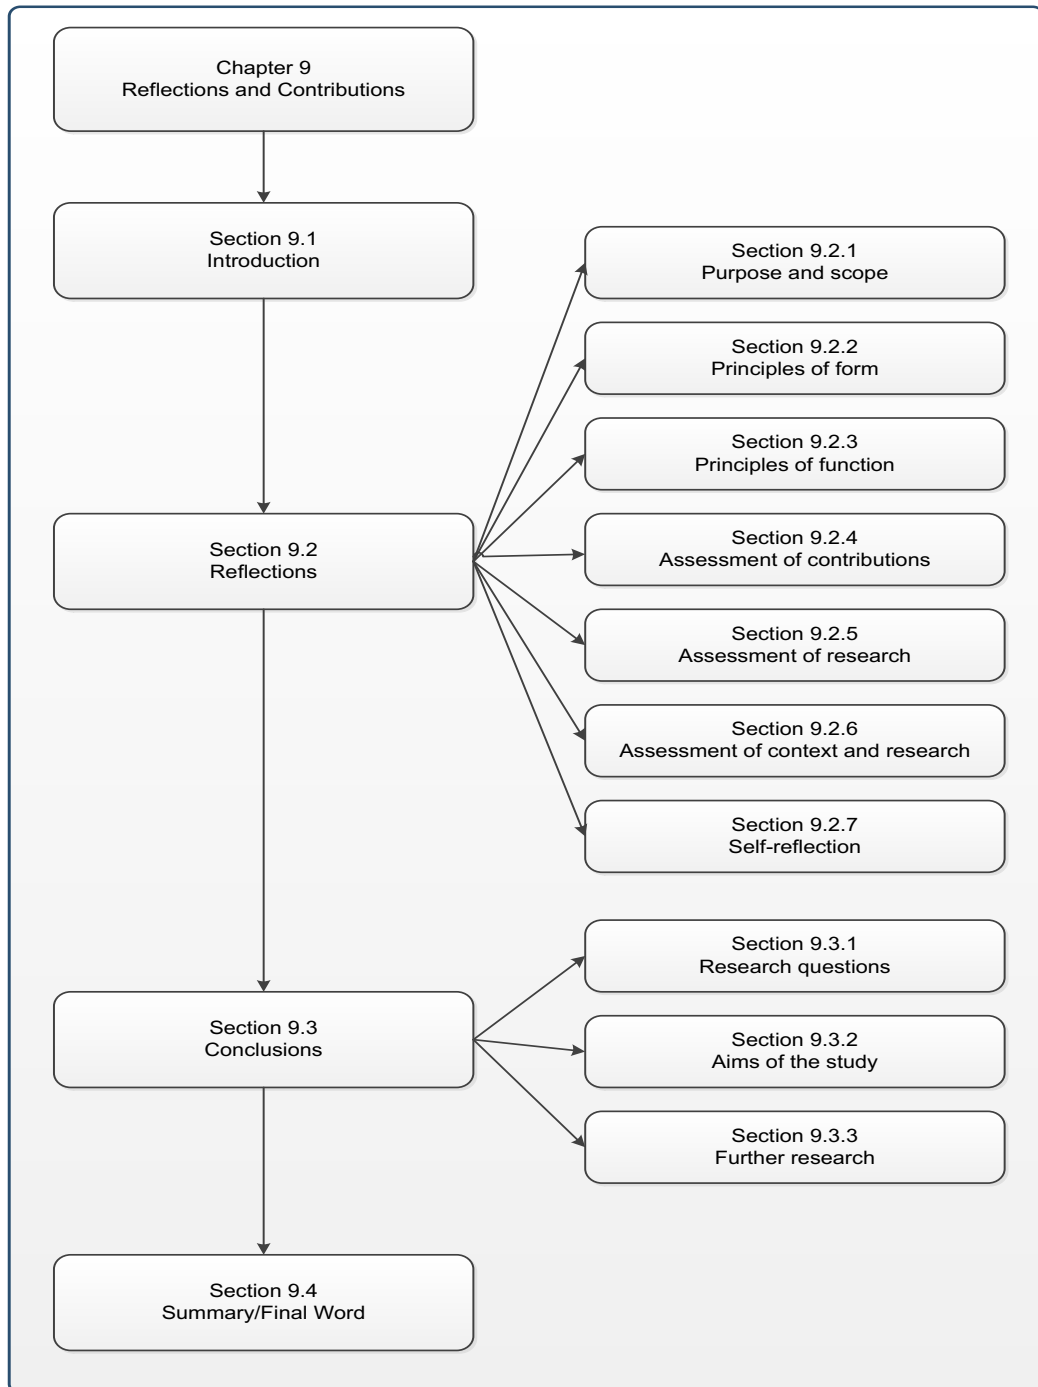 Chapter 9
Reflections and Contributions
Section 9.1
Introduction
Section 9.2
Reflections
Section 9.2.1
Purpose and scope
Section 9.2.2
Principles of form
Section 9.2.3
Principles of function
Section 9.2.4
Assessment of contributions
Section 9.2.5
Assessment of research
Section 9.2.6
Assessment of context and research
Section 9.2.7
Self-reflection
Section 9.3
Conclusions
Section 9.3.1
Research questions
Section 9.3.2
Aims of the study
Section 9.3.3
Further research
Section 9.4
Summary/Final Word